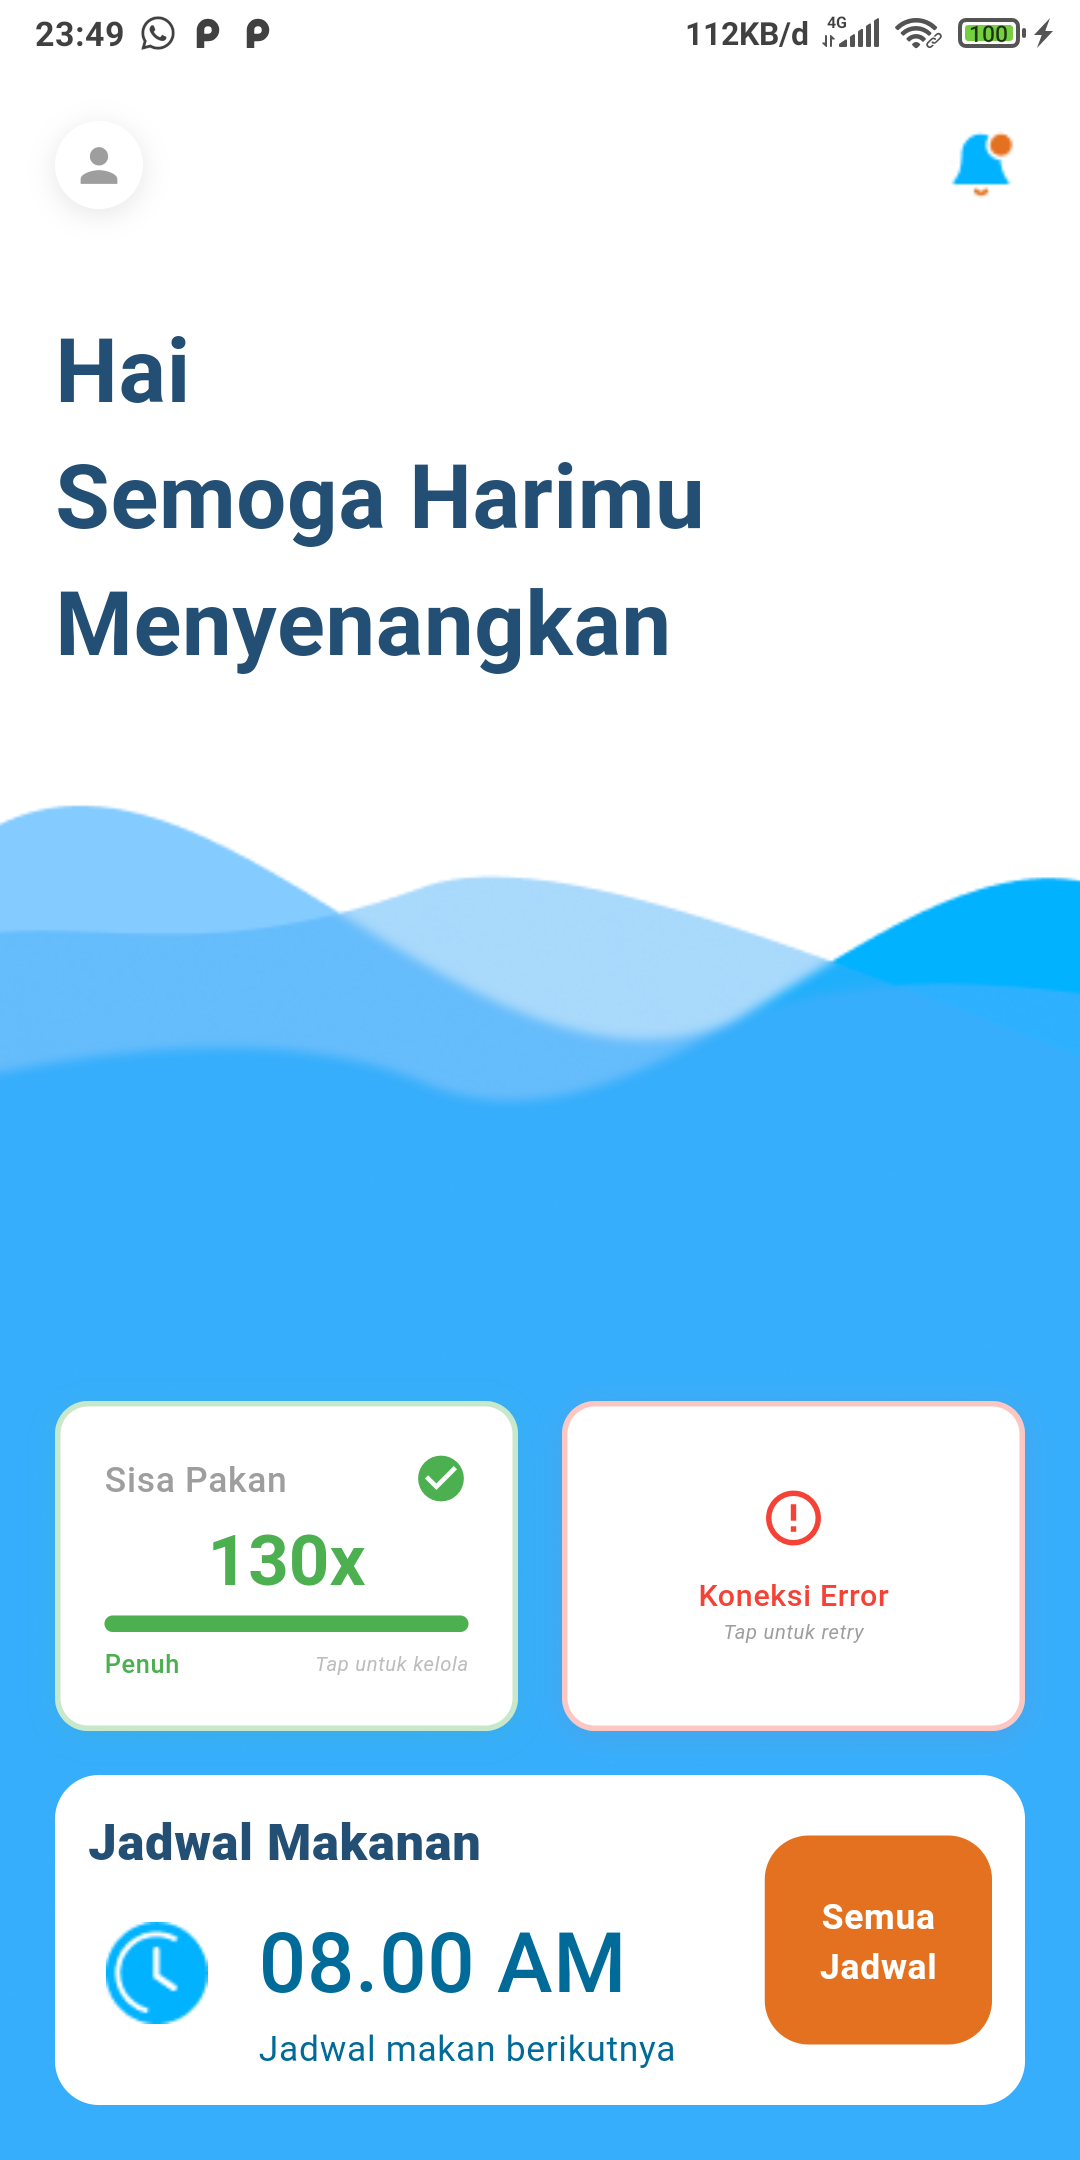 23:49
112KB/d 4G 100
Hai
Semoga Harimu
Menyenangkan
Sisa Pakan
130x
Penuh
Tap untuk kelola
Koneksi Error
Tap untuk retry
Jadwal Makanan
08.00 AM
Jadwal makan berikutnya
Semua
Jadwal